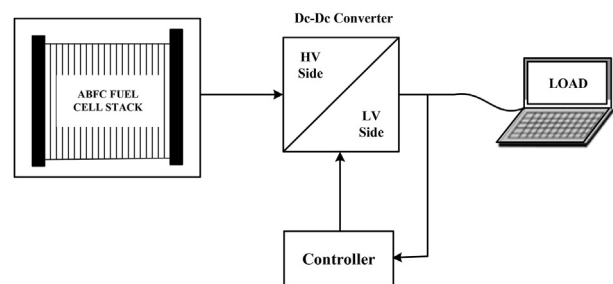 Dc-Dc Converter
HV
Side
ABFC FUEL
CELL STACK
LV
Side
LOAD
Controller